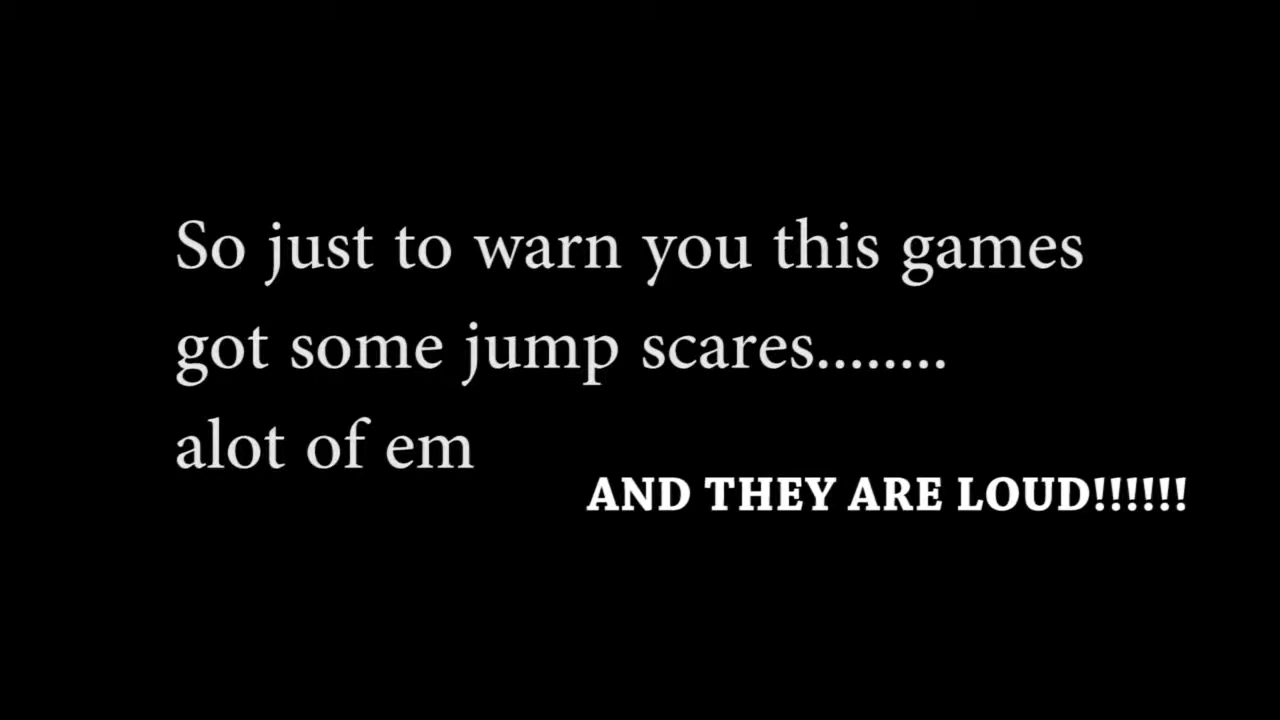 So just to warn you this games
got some jump scares........
alot of em
AND THEY ARE LOUD!!!!!!